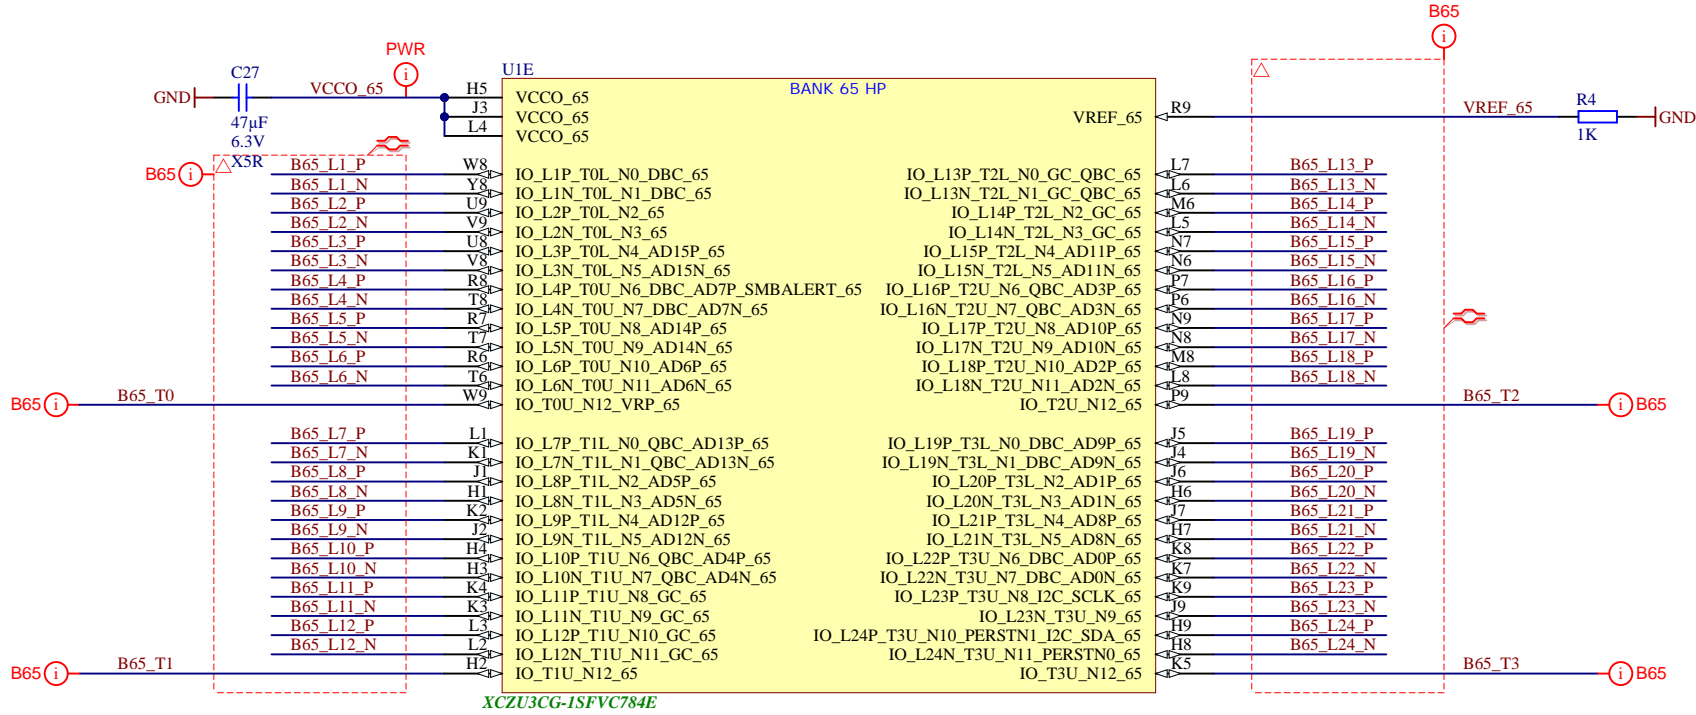 B65
i
PWR
i
U1E
BANK 65 HP
C27
GND
VCCO_65
47µF
6.3V
X5R
H5 VCCO_65
J3 VCCO_65
L4 VCCO_65
VREF_65 R9 VREF_65 R4 GND
1K
B65 i
B65_L1_P W8 IO_L1P_T0L_N0_DBC_65
B65_L1_N Y8 IO_L1N_T0L_N1_DBC_65
B65_L2_P U9 IO_L2P_T0L_N2_65
B65_L2_N V9 IO_L2N_T0L_N3_65
B65_L3_P U8 IO_L3P_T0L_N4_AD15P_65
B65_L3_N V8 IO_L3N_T0L_N5_AD15N_65
B65_L4_P R8 IO_L4P_T0U_N6_DBC_AD7P_SMBALERT_65
B65_L4_N T8 IO_L4N_T0U_N7_DBC_AD7N_65
B65_L5_P R7 IO_L5P_T0U_N8_AD14P_65
B65_L5_N T7 IO_L5N_T0U_N9_AD14N_65
B65_L6_P R6 IO_L6P_T0U_N10_AD6P_65
B65_L6_N T6 IO_L6N_T0U_N11_AD6N_65
B65 i B65_T0 W9 IO_T0U_N12_VRP_65
B65_L7_P L1 IO_L7P_T1L_N0_QBC_AD13P_65
B65_L7_N K1 IO_L7N_T1L_N1_QBC_AD13N_65
B65_L8_P J1 IO_L8P_T1L_N2_AD5P_65
B65_L8_N H1 IO_L8N_T1L_N3_AD5N_65
B65_L9_P K2 IO_L9P_T1L_N4_AD12P_65
B65_L9_N J2 IO_L9N_T1L_N5_AD12N_65
B65_L10_P H4 IO_L10P_T1U_N6_QBC_AD4P_65
B65_L10_N H3 IO_L10N_T1U_N7_QBC_AD4N_65
B65_L11_P K4 IO_L11P_T1U_N8_GC_65
B65_L11_N K3 IO_L11N_T1U_N9_GC_65
B65_L12_P L3 IO_L12P_T1U_N10_GC_65
B65_L12_N L2 IO_L12N_T1U_N11_GC_65
B65 i B65_T1 H2 IO_T1U_N12_65
IO_L13P_T2L_N0_GC_QBC_65 L7 B65_L13_P
IO_L13N_T2L_N1_GC_QBC_65 L6 B65_L13_N
IO_L14P_T2L_N2_GC_65 M6 B65_L14_P
IO_L14N_T2L_N3_GC_65 L5 B65_L14_N
IO_L15P_T2L_N4_AD11P_65 N7 B65_L15_P
IO_L15N_T2L_N5_AD11N_65 N6 B65_L15_N
IO_L16P_T2U_N6_QBC_AD3P_65 P7 B65_L16_P
IO_L16N_T2U_N7_QBC_AD3N_65 P6 B65_L16_N
IO_L17P_T2U_N8_AD10P_65 N9 B65_L17_P
IO_L17N_T2U_N9_AD10N_65 N8 B65_L17_N
IO_L18P_T2U_N10_AD2P_65 M8 B65_L18_P
IO_L18N_T2U_N11_AD2N_65 L8 B65_L18_N
IO_T2U_N12_65 P9 B65_T2 i B65
IO_L19P_T3L_N0_DBC_AD9P_65 J5 B65_L19_P
IO_L19N_T3L_N1_DBC_AD9N_65 J4 B65_L19_N
IO_L20P_T3L_N2_AD1P_65 J6 B65_L20_P
IO_L20N_T3L_N3_AD1N_65 H6 B65_L20_N
IO_L21P_T3L_N4_AD8P_65 J7 B65_L21_P
IO_L21N_T3L_N5_AD8N_65 H7 B65_L21_N
IO_L22P_T3U_N6_DBC_AD0P_65 K8 B65_L22_P
IO_L22N_T3U_N7_DBC_AD0N_65 K7 B65_L22_N
IO_L23P_T3U_N8_I2C_SCLK_65 K9 B65_L23_P
IO_L23N_T3U_N9_65 J9 B65_L23_N
IO_L24P_T3U_N10_PERSTN1_I2C_SDA_65 H9 B65_L24_P
IO_L24N_T3U_N11_PERSTN0_65 H8 B65_L24_N
IO_T3U_N12_65 K5 B65_T3 i B65
XCZU3CG-1SFVC784E